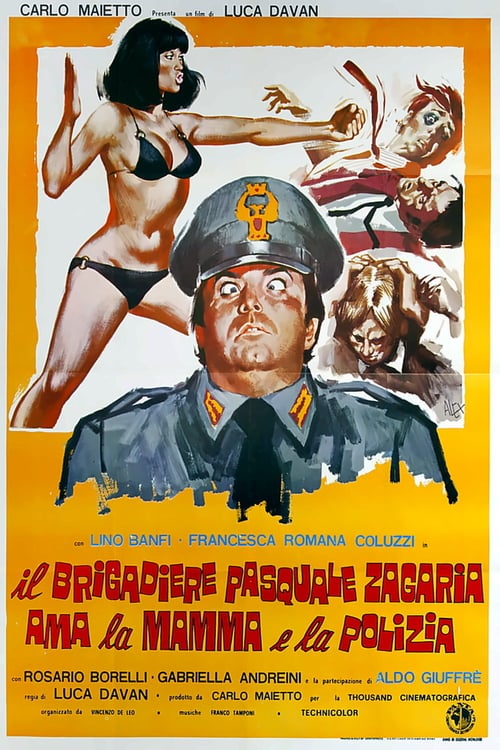 CARLO MAIETTO Presenta un film di LUCA DAVAN
ALEX
con LINO BANFI · FRANCESCA ROMANA COLUZZI in
il BRIGADIERE PASQUALE ZAGARIA
AMA la MAMMA e la POLIZIA
con ROSARIO BORELLI · GABRIELLA ANDREINI e la partecipazione di ALDO GIUFFRÈ
regia di LUCA DAVAN · prodotto da CARLO MAIETTO per la THOUSAND CINEMATOGRAFICA
organizzato da VINCENZO DE LEO · musiche FRANCO TAMPONI · TECHNICOLOR